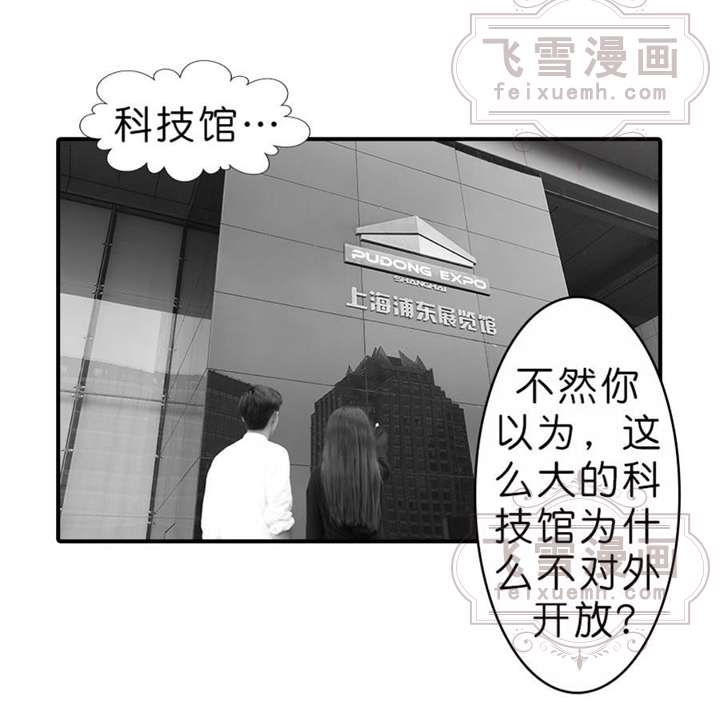 飞雪漫画
feixuemh.com
科技馆…
PUDONG EXPO
SHANGHAI
上海浦东展览馆
不然你
以为，这
么大的科
技馆为什
么不对外
开放？
飞雪漫画
feixuemh.com